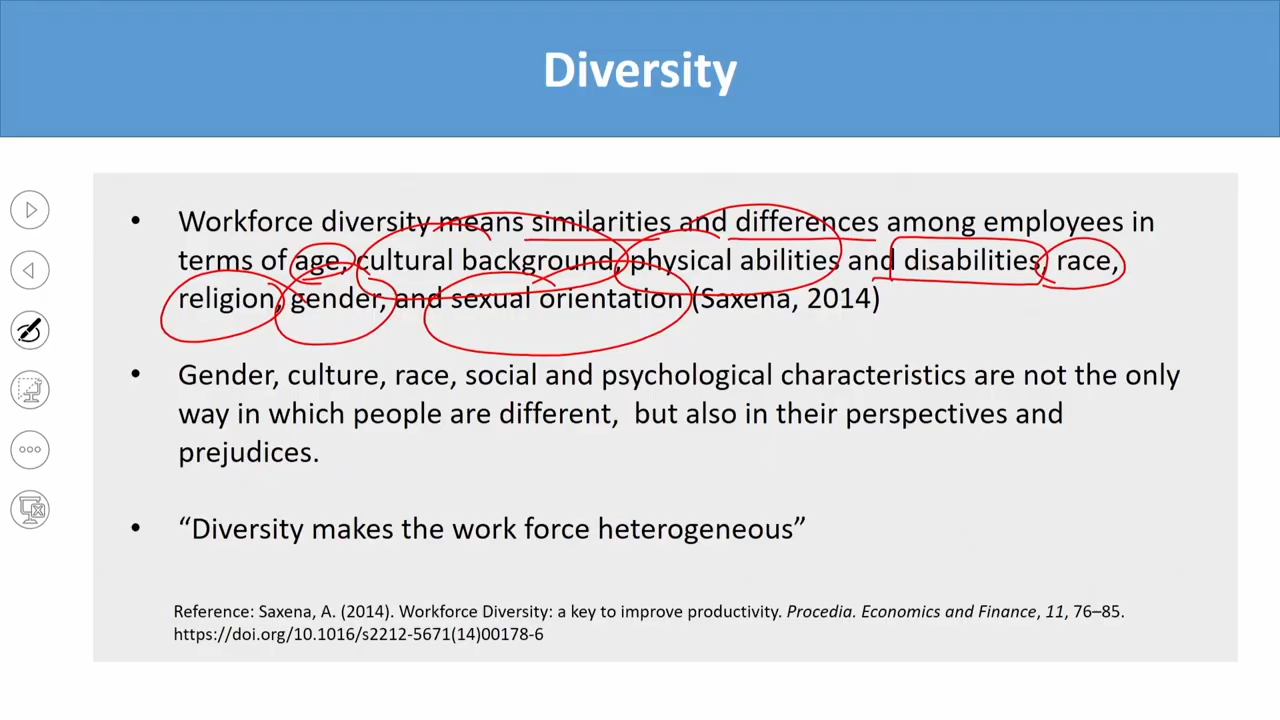 Diversity
• Workforce diversity means similarities and differences among employees in
terms of age, cultural background, physical abilities and disabilities, race,
religion, gender, and sexual orientation (Saxena, 2014)
• Gender, culture, race, social and psychological characteristics are not the only
way in which people are different, but also in their perspectives and
prejudices.
• “Diversity makes the work force heterogeneous”
Reference: Saxena, A. (2014). Workforce Diversity: a key to improve productivity. Procedia. Economics and Finance, 11, 76–85.
https://doi.org/10.1016/s2212-5671(14)00178-6